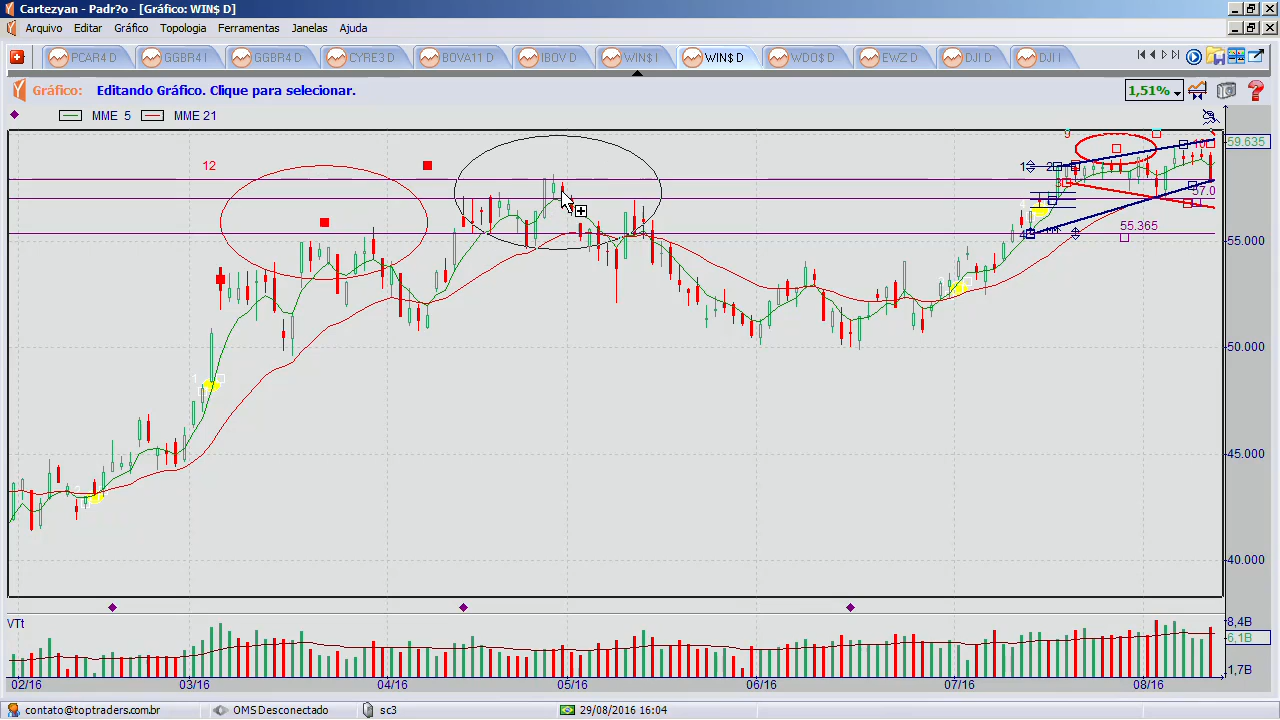 Cartezyan - Padr?o - [Gráfico: WIN$ D]
Arquivo Editar Gráfico Topologia Ferramentas Janelas Ajuda
PCAR4 D GGBR4 I GGBR4 D CYRE3 D BOVA11 D IBOV D WIN$ I WIN$ D WDO$ D EWZ D DJI D DJI I
Gráfico: Editando Gráfico. Clique para selecionar.
1,51%
MME 5 MME 21
59.635
12
9
10
1
2
3
57.0
55.365
55.000
50.000
45.000
40.000
VTt
8,4B
6,1B
1,7B
02/16 03/16 04/16 05/16 06/16 07/16 08/16
contato@toptraders.com.br OMS Desconectado sc3 29/08/2016 16:04